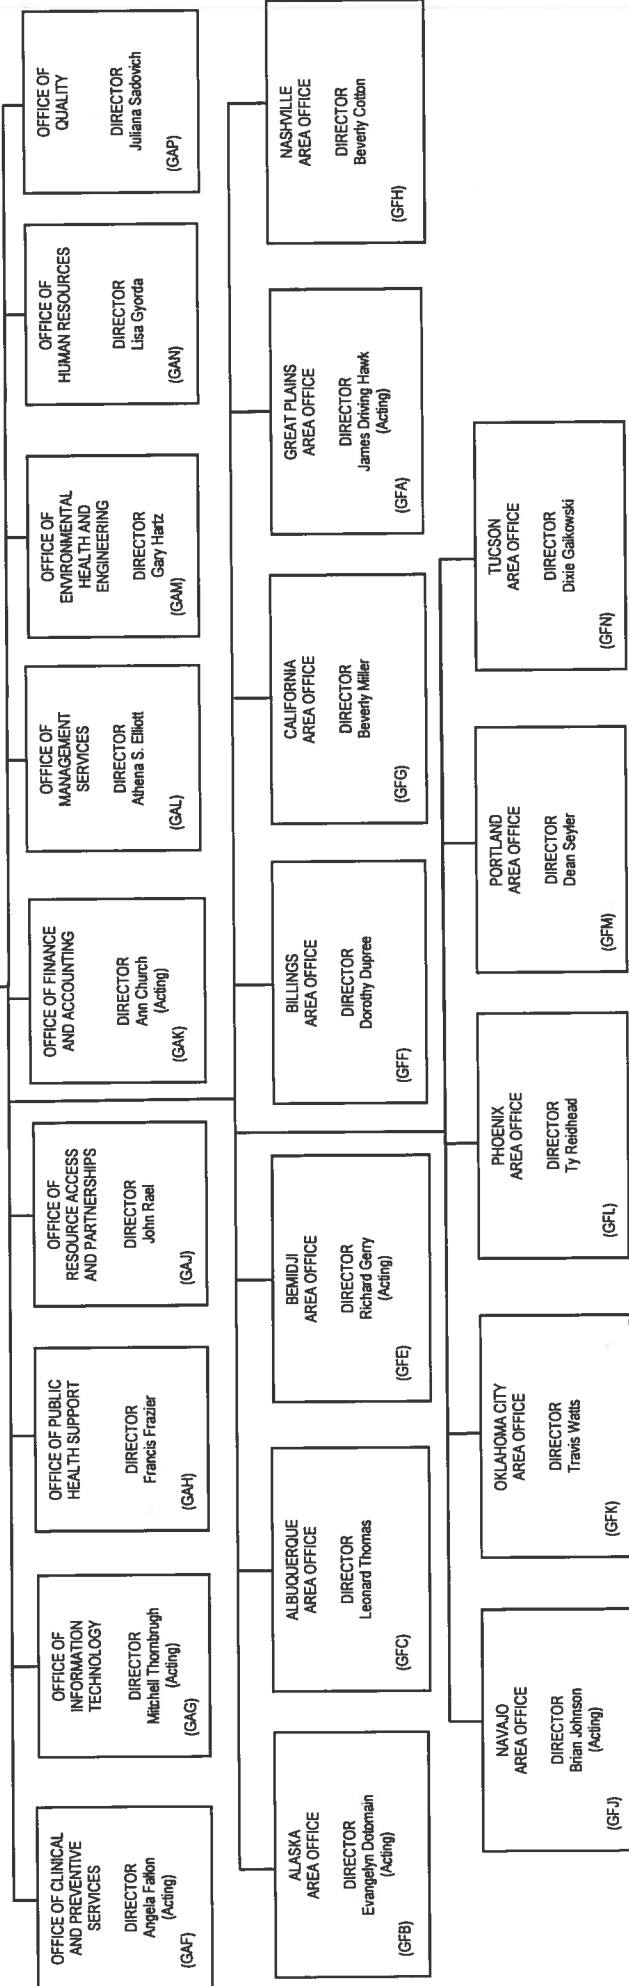 OFFICE OF CLINICAL
AND PREVENTIVE
SERVICES
DIRECTOR
Angela Fallon
(Acting)
(GAF)
OFFICE OF
INFORMATION
TECHNOLOGY
DIRECTOR
Mitchell Thornbrugh
(Acting)
(GAG)
OFFICE OF PUBLIC
HEALTH SUPPORT
DIRECTOR
Francis Frazier
(GAH)
OFFICE OF
RESOURCE ACCESS
AND PARTNERSHIPS
DIRECTOR
John Rael
(GAJ)
OFFICE OF FINANCE
AND ACCOUNTING
DIRECTOR
Ann Church
(Acting)
(GAK)
OFFICE OF
MANAGEMENT
SERVICES
DIRECTOR
Athena S. Elliott
(GAL)
OFFICE OF
ENVIRONMENTAL
HEALTH AND
ENGINEERING
DIRECTOR
Gary Hartz
(GAM)
OFFICE OF
HUMAN RESOURCES
DIRECTOR
Lisa Gyorda
(GAN)
OFFICE OF
QUALITY
DIRECTOR
Juliana Sadovich
(GAP)
ALASKA
AREA OFFICE
DIRECTOR
Evangelyn Dotomain
(Acting)
(GFB)
ALBUQUERQUE
AREA OFFICE
DIRECTOR
Leonard Thomas
(GFC)
BEMIDJI
AREA OFFICE
DIRECTOR
Richard Gerry
(Acting)
(GFE)
BILLINGS
AREA OFFICE
DIRECTOR
Dorothy Dupree
(GFF)
CALIFORNIA
AREA OFFICE
DIRECTOR
Beverly Miller
(GFG)
GREAT PLAINS
AREA OFFICE
DIRECTOR
James Driving Hawk
(Acting)
(GFA)
NASHVILLE
AREA OFFICE
DIRECTOR
Beverly Cotton
(GFH)
NAVAJO
AREA OFFICE
DIRECTOR
Brian Johnson
(Acting)
(GFJ)
OKLAHOMA CITY
AREA OFFICE
DIRECTOR
Travis Watts
(GFK)
PHOENIX
AREA OFFICE
DIRECTOR
Ty Reidhead
(GFL)
PORTLAND
AREA OFFICE
DIRECTOR
Dean Seyler
(GFM)
TUCSON
AREA OFFICE
DIRECTOR
Dixie Gaikowski
(GFN)